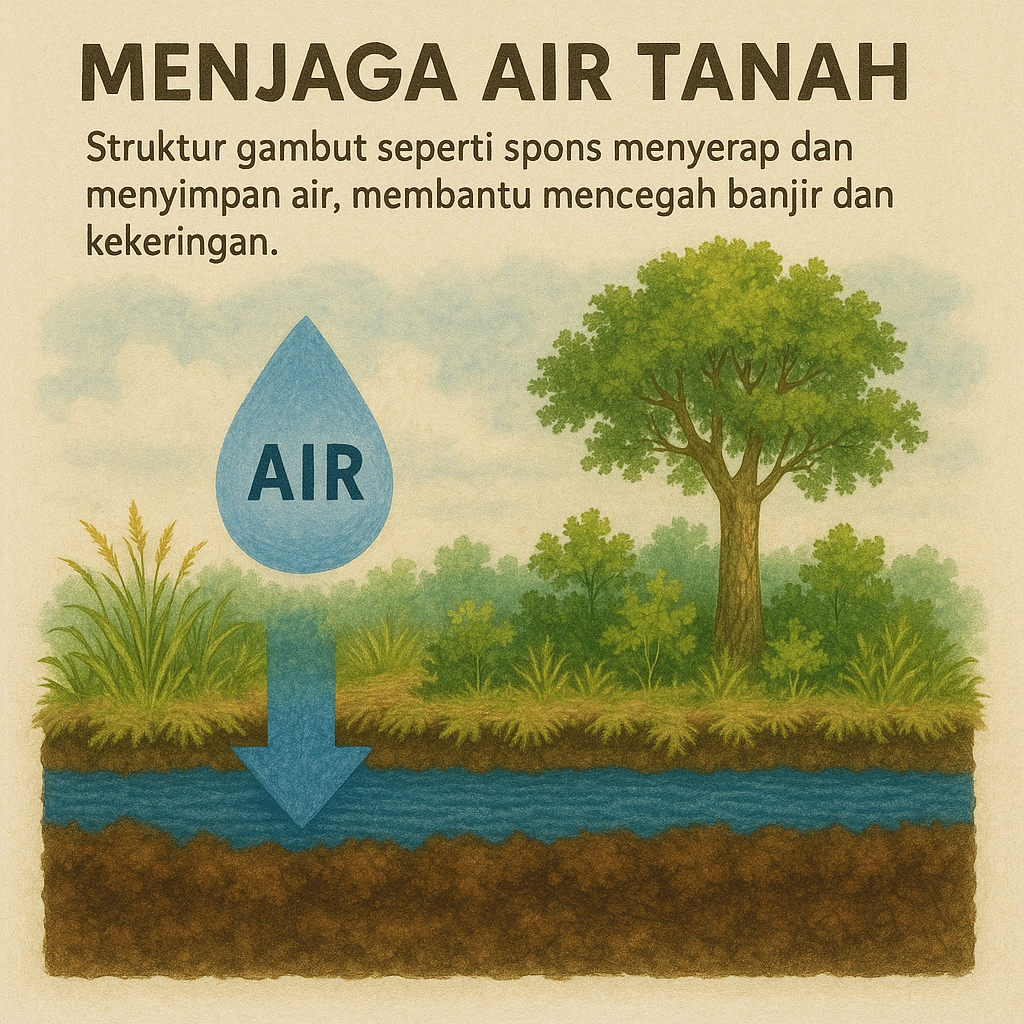 MENJAGA AIR TANAH
Struktur gambut seperti spons menyerap dan
menyimpan air, membantu mencegah banjir dan
kekeringan.
AIR